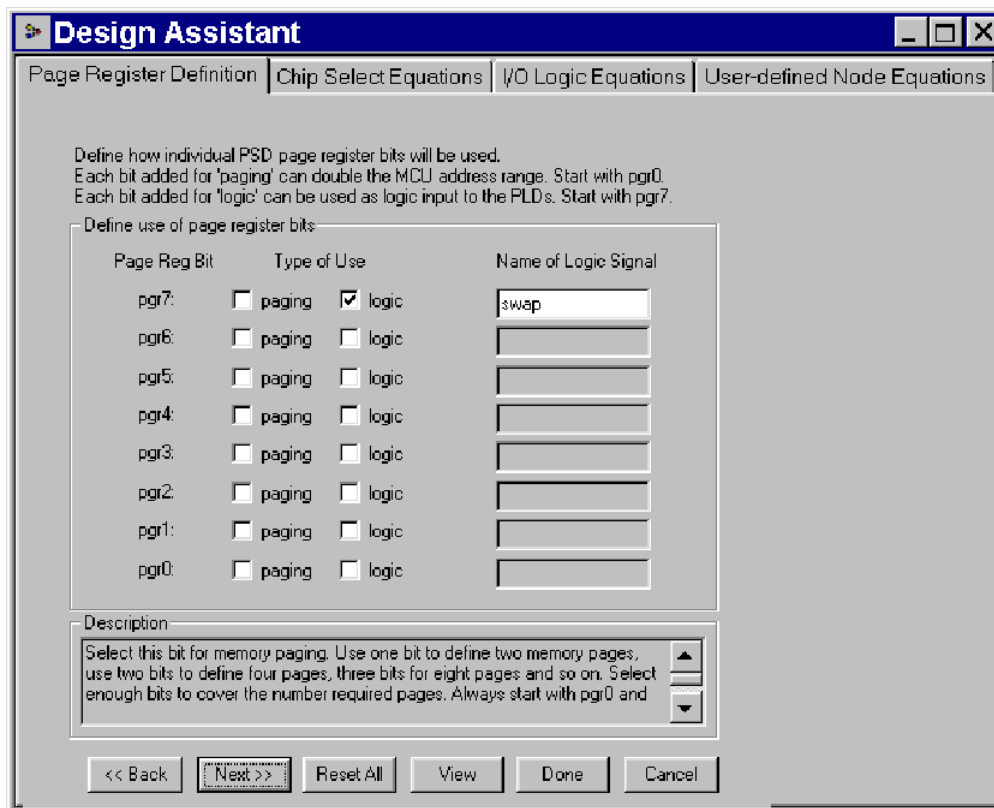 Design Assistant
Page Register Definition Chip Select Equations I/O Logic Equations User-defined Node Equations
Define how individual PSD page register bits will be used.
Each bit added for 'paging' can double the MCU address range. Start with pgr0.
Each bit added for 'logic' can be used as logic input to the PLDs. Start with pgr7.
Define use of page register bits
Page Reg Bit Type of Use Name of Logic Signal
pgr7: paging logic swap
pgr6: paging logic
pgr5: paging logic
pgr4: paging logic
pgr3: paging logic
pgr2: paging logic
pgr1: paging logic
pgr0: paging logic
Description
Select this bit for memory paging. Use one bit to define two memory pages,
use two bits to define four pages, three bits for eight pages and so on. Select
enough bits to cover the number required pages. Always start with pgr0 and
<< Back Next >> Reset All View Done Cancel